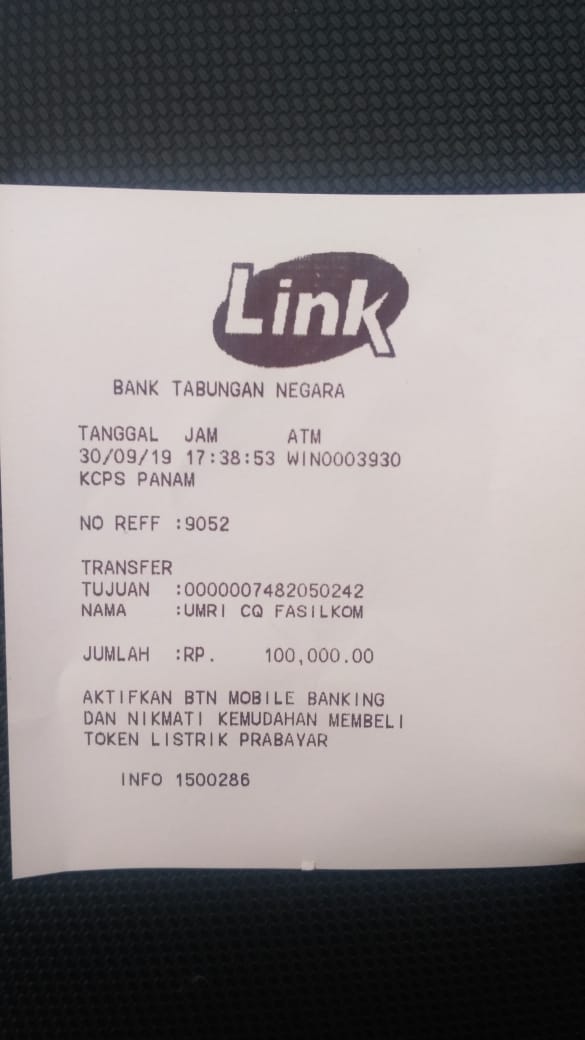 Link
BANK TABUNGAN NEGARA
TANGGAL JAM ATM
30/09/19 17:38:53 WIN0003930
KCPS PANAM
NO REFF :9052
TRANSFER
TUJUAN :0000007482050242
NAMA :UMRI CQ FASILKOM
JUMLAH :RP. 100,000.00
AKTIFKAN BTN MOBILE BANKING
DAN NIKMATI KEMUDAHAN MEMBELI
TOKEN LISTRIK PRABAYAR
INFO 1500286